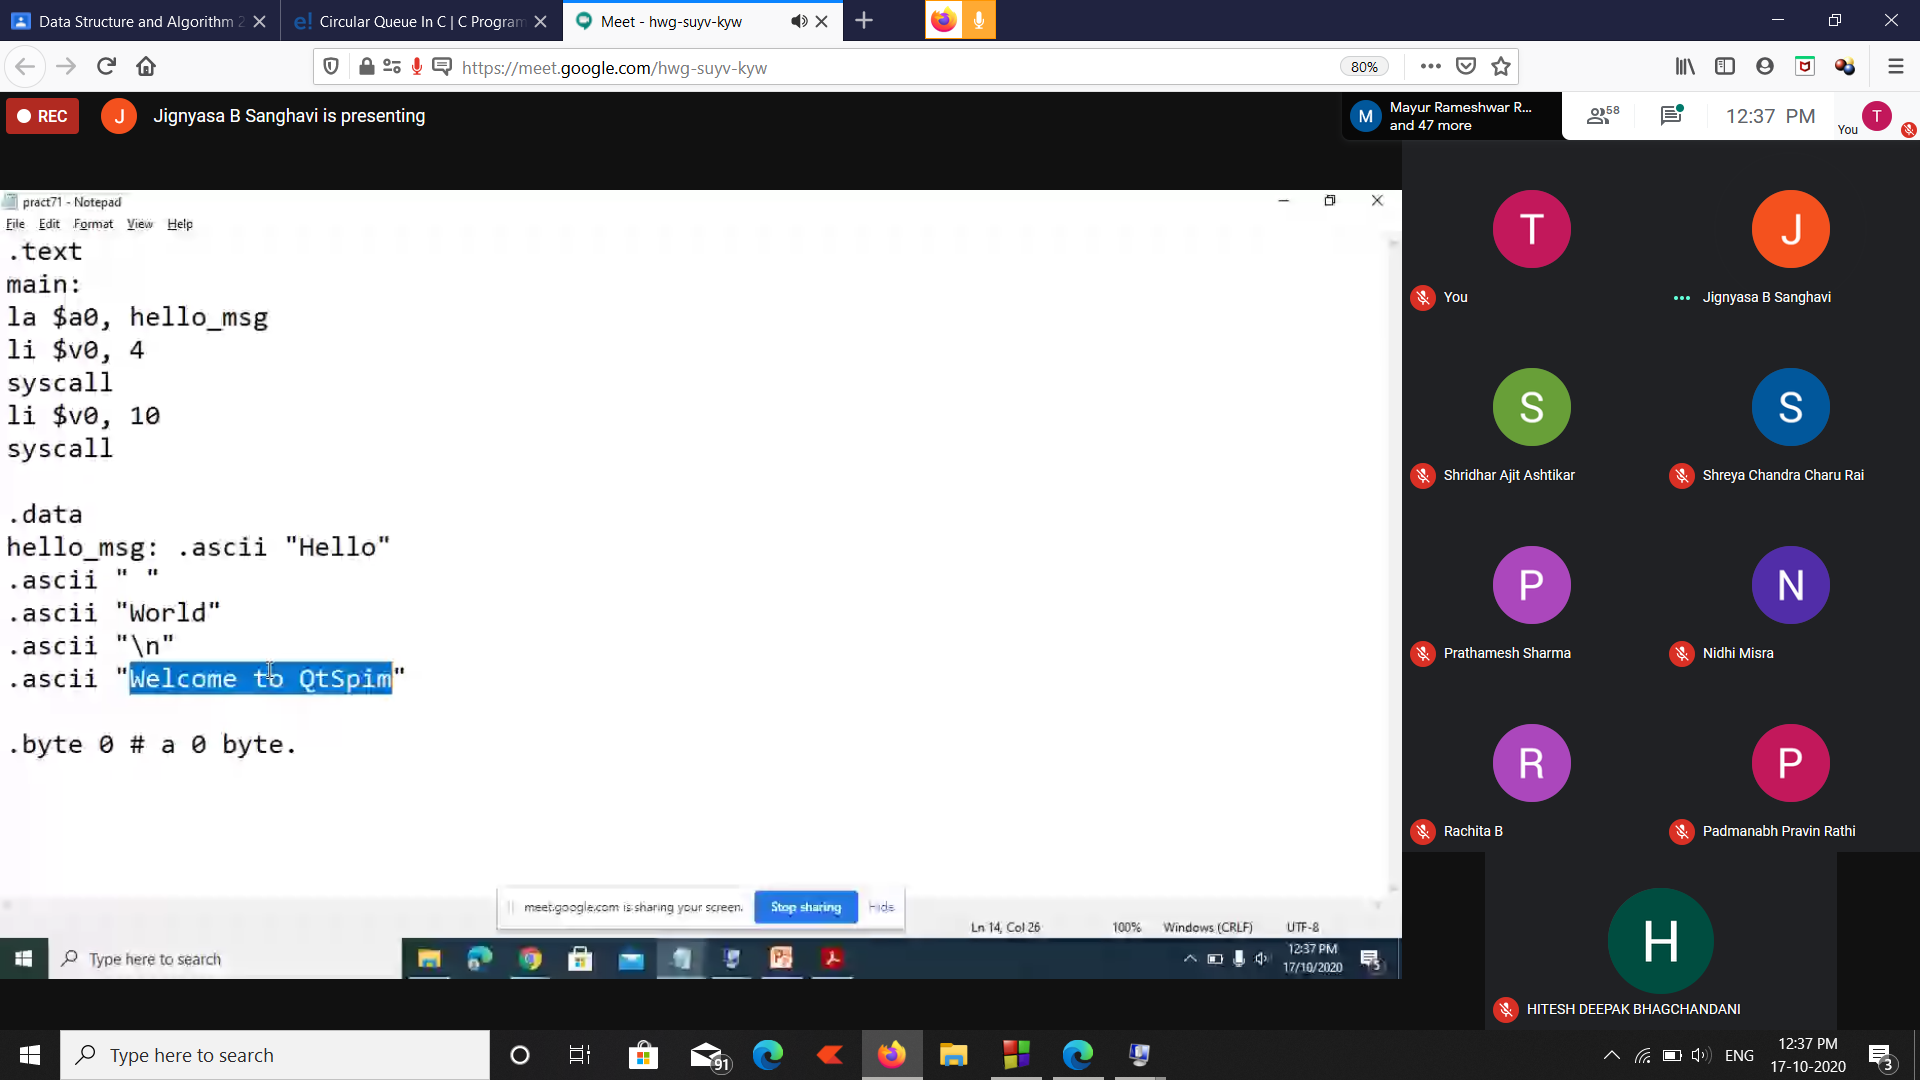 Data Structure and Algorithm 2
Circular Queue In C | C Program
Meet - hwg-suyv-kyw
https://meet.google.com/hwg-suyv-kyw
80%
REC
J
Jignyasa B Sanghavi is presenting
M
Mayur Rameshwar R...
and 47 more
58
12:37 PM
You
T
pract71 - Notepad
File Edit Format View Help
.text
main:
la $a0, hello_msg
li $v0, 4
syscall
li $v0, 10
syscall
.data
hello_msg: .ascii "Hello"
.ascii " "
.ascii "World"
.ascii "\n"
.ascii "Welcome to QtSpim"
.byte 0 # a 0 byte.
meet.google.com is sharing your screen.
Stop sharing
Hide
Ln 14, Col 26
100%
Windows (CRLF)
UTF-8
Type here to search
12:37 PM
17/10/2020
5
T
You
J
Jignyasa B Sanghavi
S
Shridhar Ajit Ashtikar
S
Shreya Chandra Charu Rai
P
Prathamesh Sharma
N
Nidhi Misra
R
Rachita B
P
Padmanabh Pravin Rathi
H
HITESH DEEPAK BHAGCHANDANI
Type here to search
91
ENG
12:37 PM
17-10-2020
3